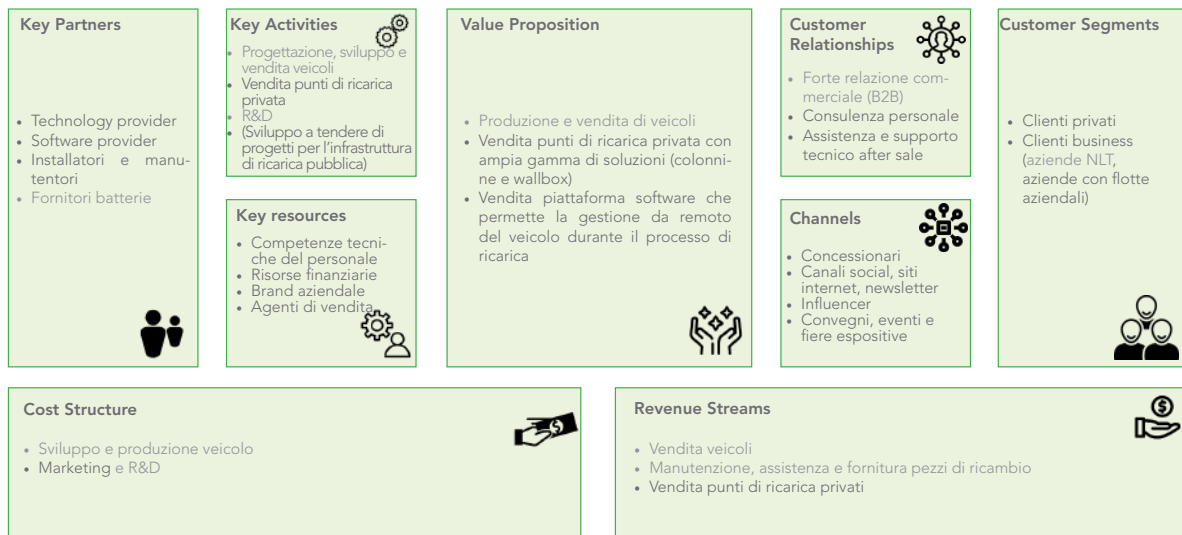 Key Partners
• Technology provider
• Software provider
• Installatori e manu-
tentori
• Fornitori batterie
Key Activities
• Progettazione, sviluppo e
vendita veicoli
• Vendita punti di ricarica
privata
• R&D
• (Sviluppo a tendere di
progetti per l'infrastruttura
di ricarica pubblica)
Key resources
• Competenze tecni-
che del personale
• Risorse finanziarie
• Brand aziendale
• Agenti di vendita
Value Proposition
• Produzione e vendita di veicoli
• Vendita punti di ricarica privata con
ampia gamma di soluzioni (colonni-
ne e wallbox)
• Vendita piattaforma software che
permette la gestione da remoto
del veicolo durante il processo di
ricarica
Customer
Relationships
• Forte relazione com-
merciale (B2B)
• Consulenza personale
• Assistenza e supporto
tecnico after sale
Channels
• Concessionari
• Canali social, siti
internet, newsletter
• Influencer
• Convegni, eventi e
fiere espositive
Customer Segments
• Clienti privati
• Clienti business
(aziende NLT,
aziende con flotte
aziendali)
Cost Structure
• Sviluppo e produzione veicolo
• Marketing e R&D
Revenue Streams
• Vendita veicoli
• Manutenzione, assistenza e fornitura pezzi di ricambio
• Vendita punti di ricarica privati